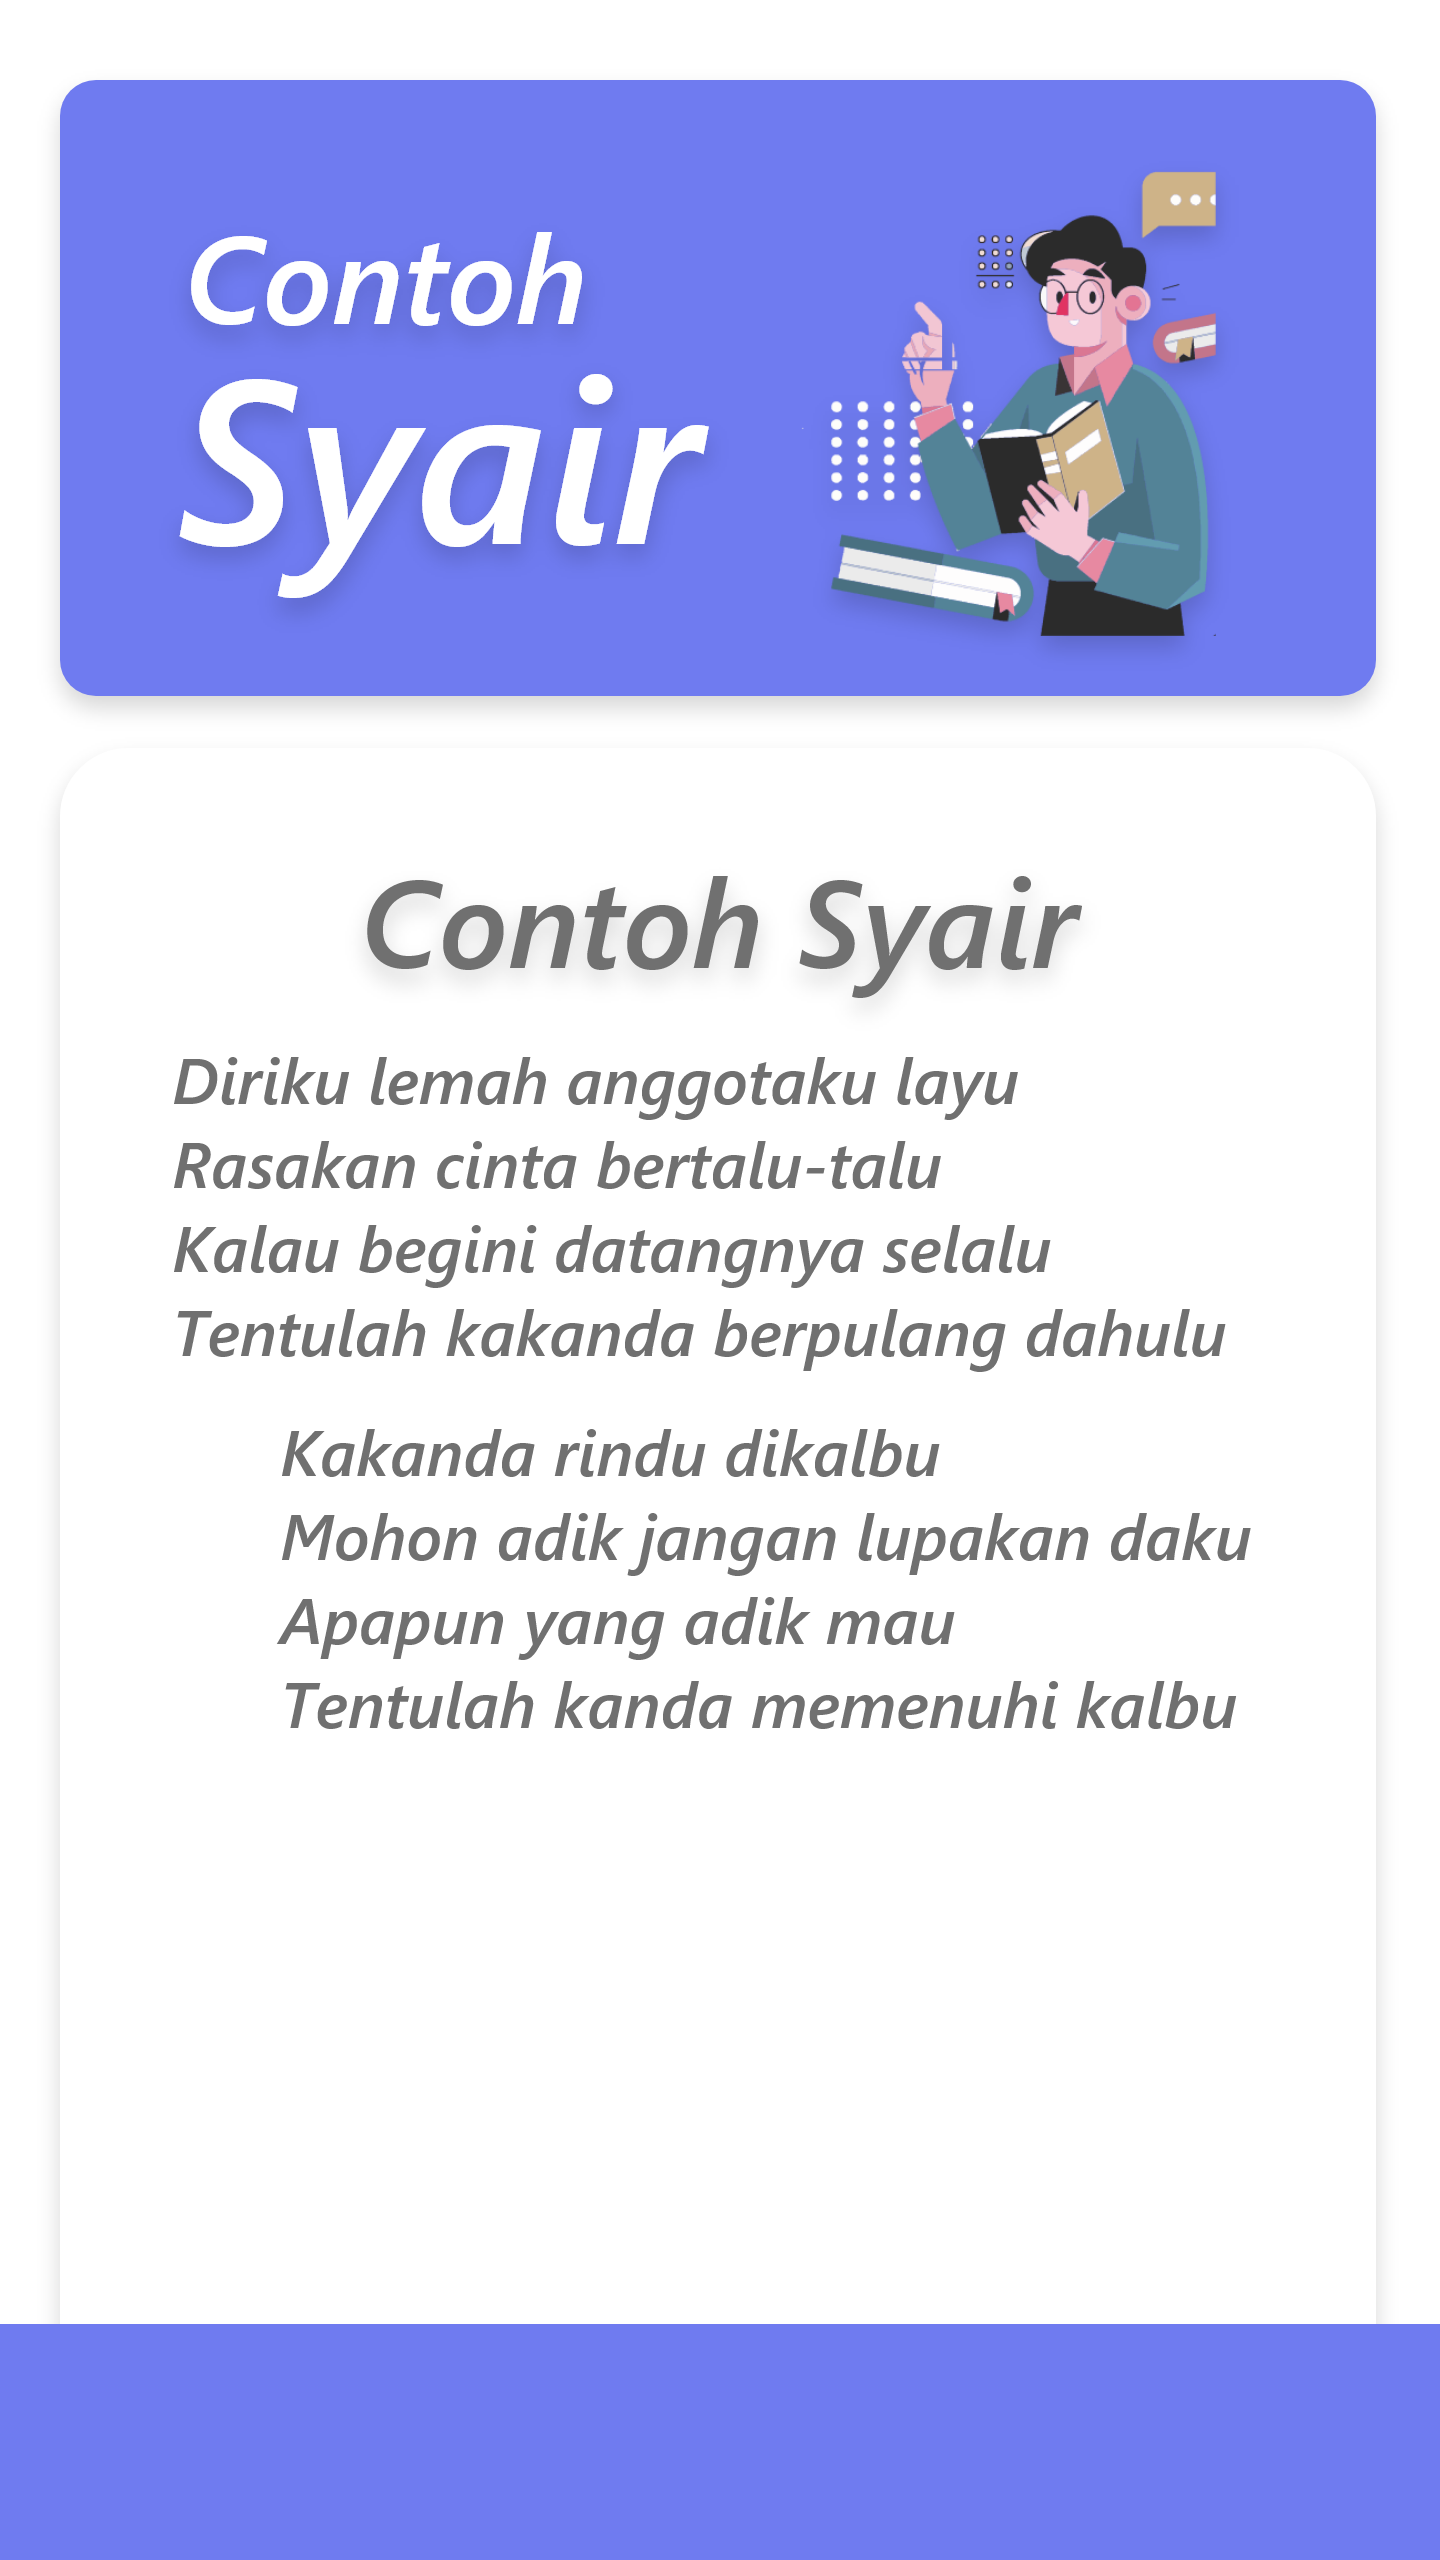 Contoh
Syair
Contoh Syair
Diriku lemah anggotaku layu
Rasakan cinta bertalu-talu
Kalau begini datangnya selalu
Tentulah kakanda berpulang dahulu
Kakanda rindu dikalbu
Mohon adik jangan lupakan daku
Apapun yang adik mau
Tentulah kanda memenuhi kalbu